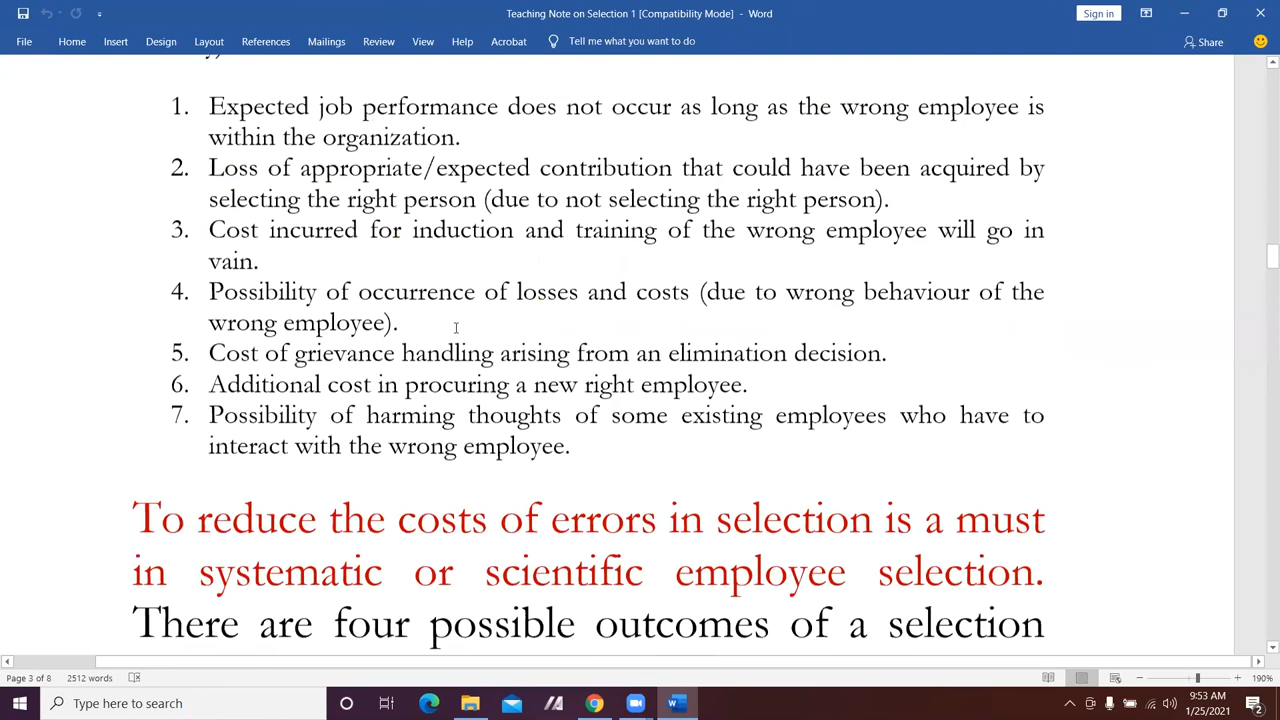 Teaching Note on Selection 1 [Compatibility Mode] - Word
Sign in
File Home Insert Design Layout References Mailings Review View Help Acrobat Tell me what you want to do Share
1. Expected job performance does not occur as long as the wrong employee is
within the organization.
2. Loss of appropriate/expected contribution that could have been acquired by
selecting the right person (due to not selecting the right person).
3. Cost incurred for induction and training of the wrong employee will go in
vain.
4. Possibility of occurrence of losses and costs (due to wrong behaviour of the
wrong employee).
5. Cost of grievance handling arising from an elimination decision.
6. Additional cost in procuring a new right employee.
7. Possibility of harming thoughts of some existing employees who have to
interact with the wrong employee.
To reduce the costs of errors in selection is a must
in systematic or scientific employee selection.
There are four possible outcomes of a selection
Page 3 of 8 2512 words 190%
Type here to search
9:53 AM
1/25/2021
2